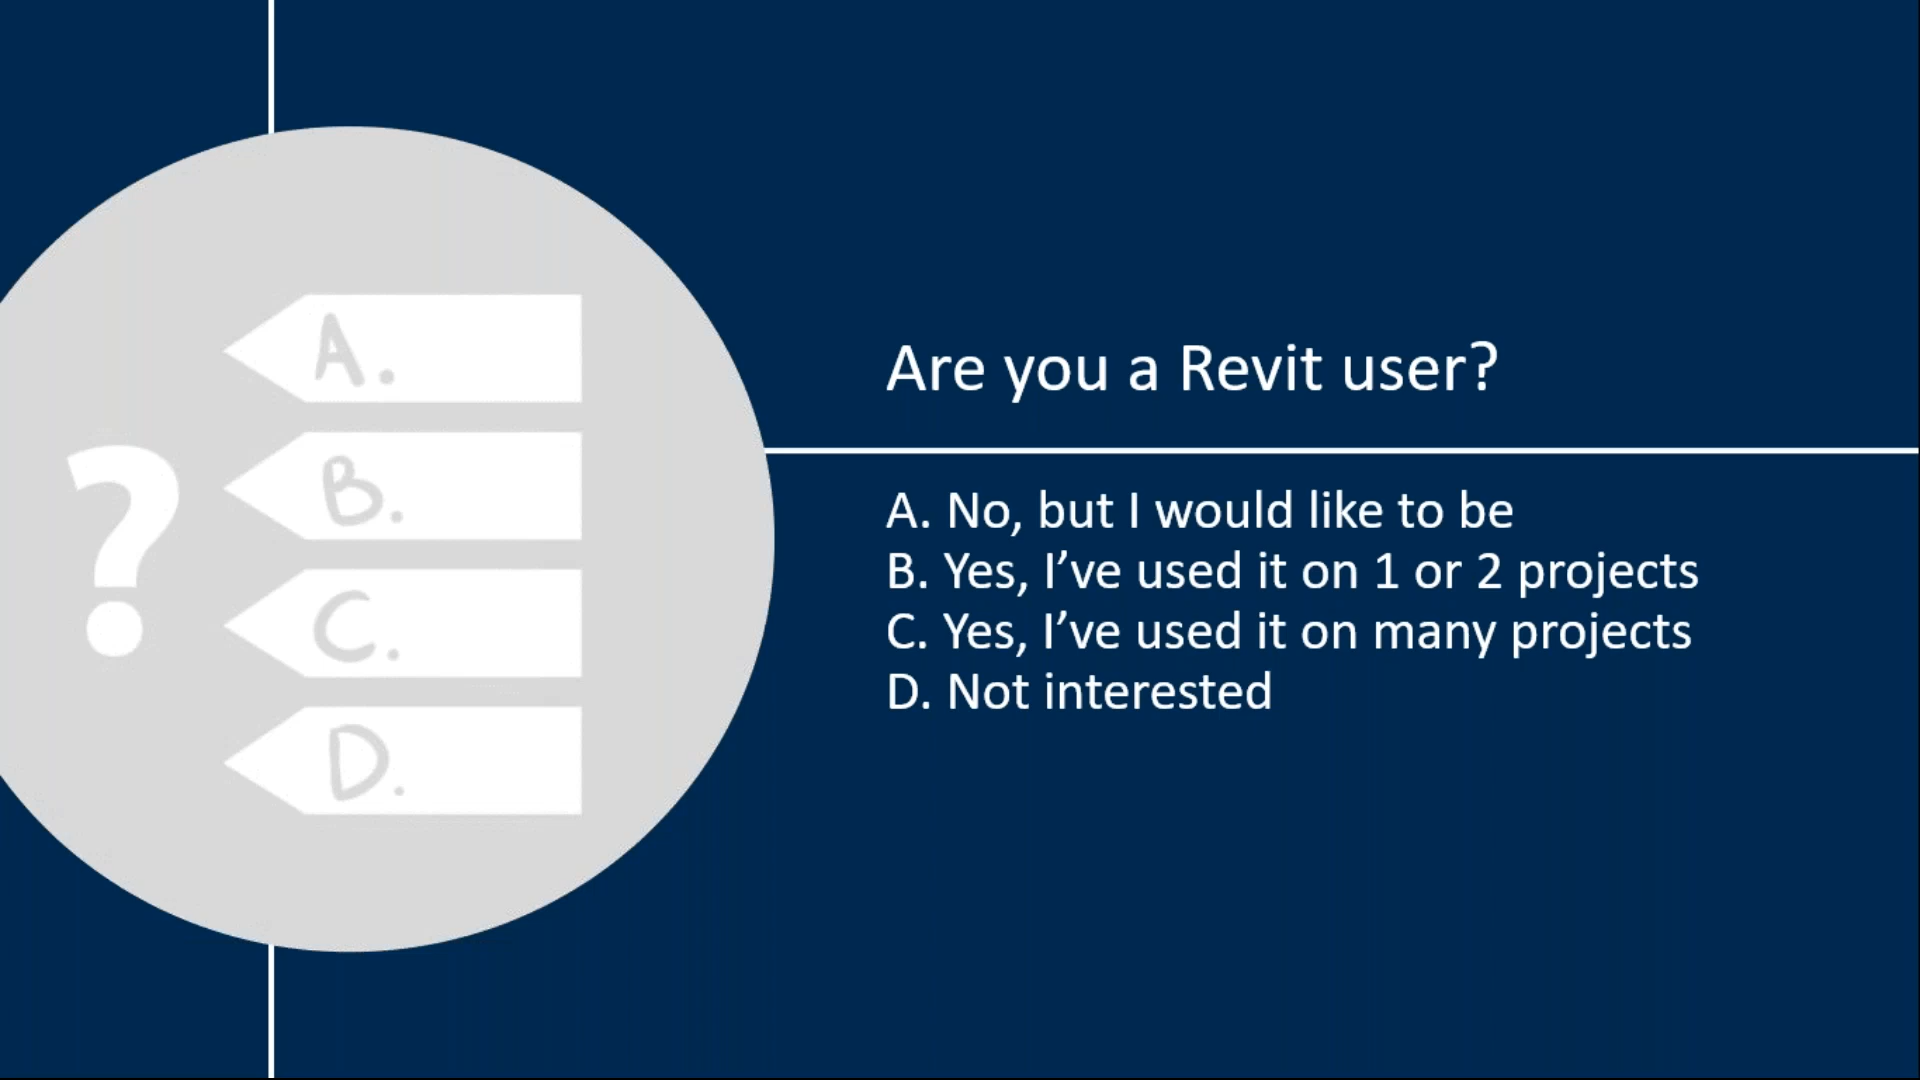 ?
A.
B.
C.
D.
Are you a Revit user?
A. No, but I would like to be
B. Yes, I’ve used it on 1 or 2 projects
C. Yes, I’ve used it on many projects
D. Not interested